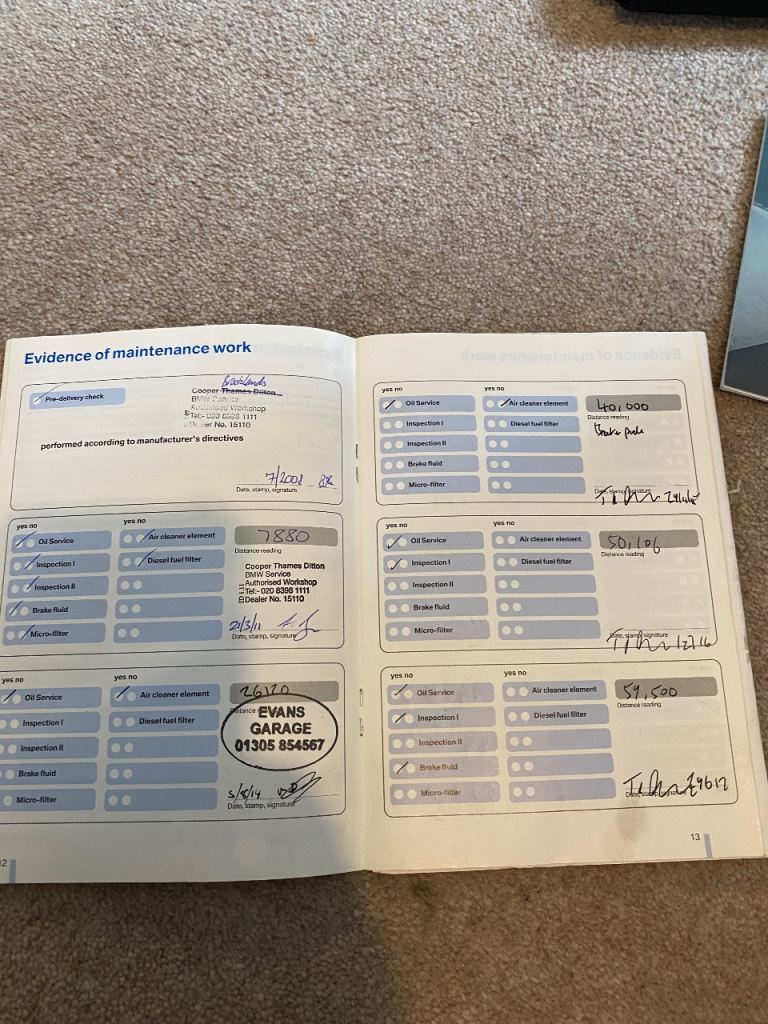 Evidence of maintenance work
Pre-delivery check
Brooklands
Cooper Thames Ditton
BMW Service
Authorised Workshop
Tel:- 020 8398 1111
Dealer No. 15110
performed according to manufacturer's directives
7/2008
Date, stamp, signature
yes no
yes no
Oil Service
Air cleaner element
7880
Inspection I
Diesel fuel filter
Distance reading
Inspection II
Brake fluid
Micro-filter
Cooper Thames Ditton
BMW Service
Authorised Workshop
Tel:- 020 8398 1111
Dealer No. 15110
21/3/11
Date, stamp, signature
yes no
yes no
Oil Service
Air cleaner element
26120
Inspection I
Diesel fuel filter
Distance
Inspection II
Brake fluid
Micro-filter
EVANS
GARAGE
01305 854567
5/8/14
Date, stamp, signature
12
yes no
yes no
Oil Service
Air cleaner element
40,000
Inspection I
Diesel fuel filter
Distance reading
Inspection II
Brake pads
Brake fluid
Micro-filter
Date, stamp, signature
yes no
yes no
Oil Service
Air cleaner element
50,106
Inspection I
Diesel fuel filter
Distance reading
Inspection II
Brake fluid
Micro-filter
Date, stamp, signature
yes no
yes no
Oil Service
Air cleaner element
59,500
Inspection I
Diesel fuel filter
Distance reading
Inspection II
Brake fluid
Micro-filter
Date, stamp, signature
13